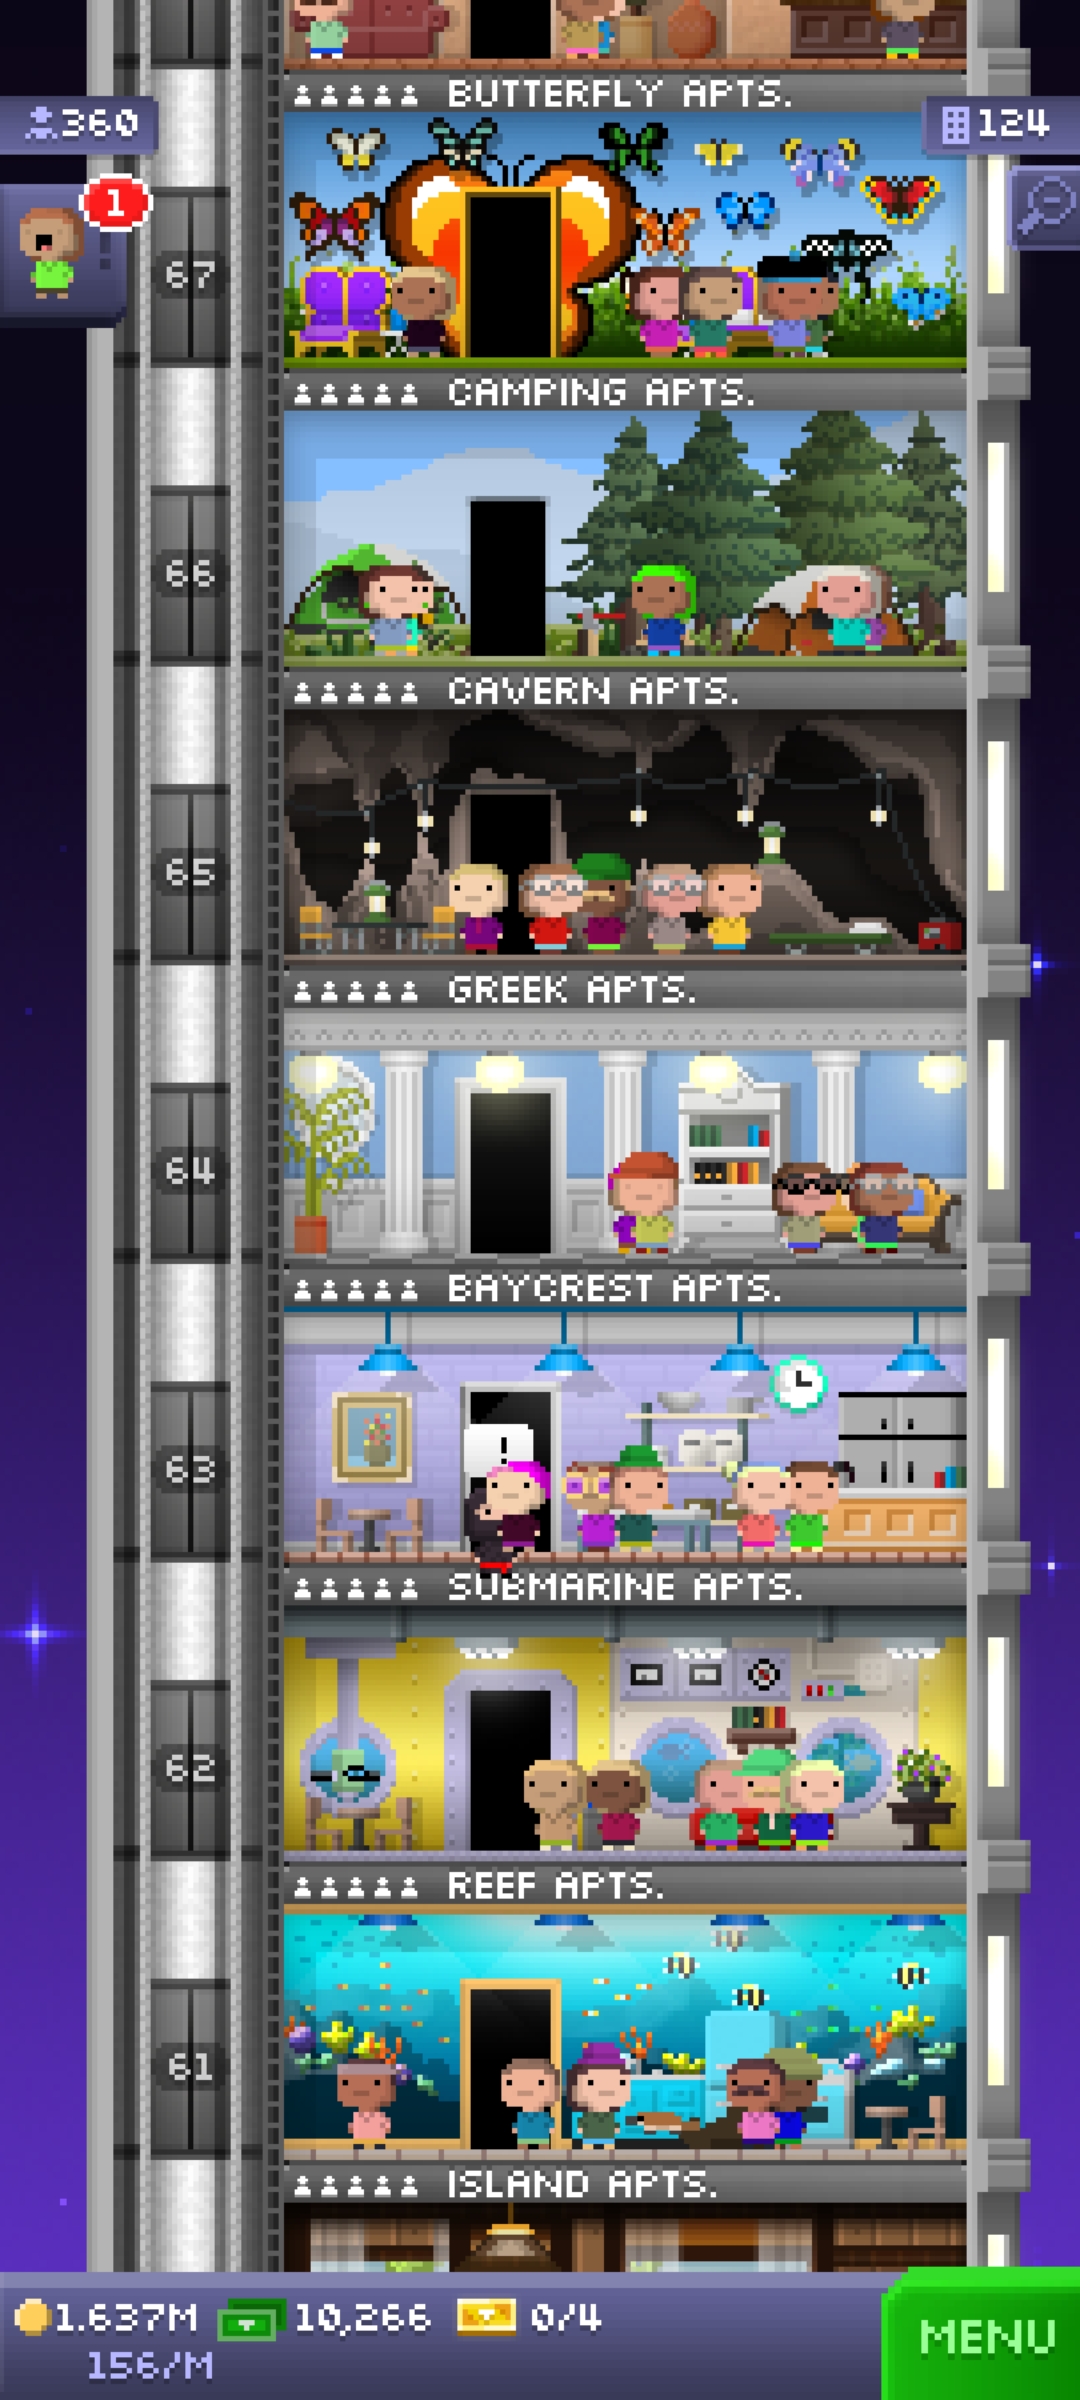 BUTTERFLY APTS.
360
124
1
67
CAMPING APTS.
66
CAVERN APTS.
65
GREEK APTS.
64
BAYCREST APTS.
63
!
SUBMARINE APTS.
62
REEF APTS.
61
ISLAND APTS.
1.637M 10,266 0/4
156/M
MENU